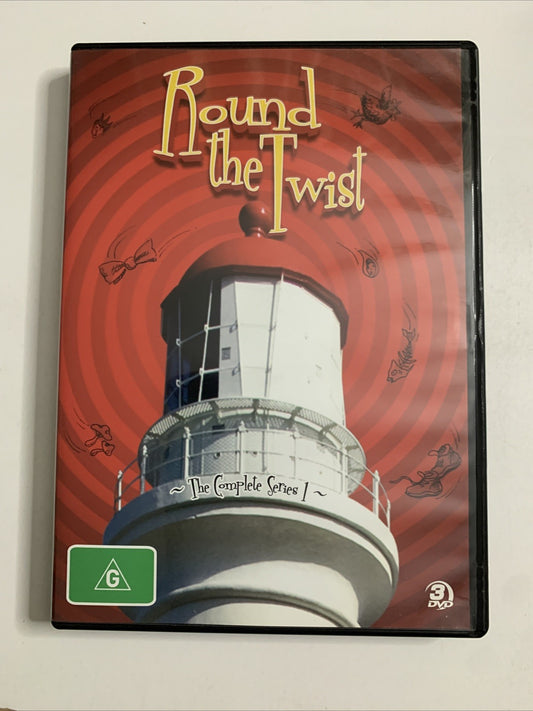 Round
the Twist
~ The Complete Series 1 ~
G
3
DVD